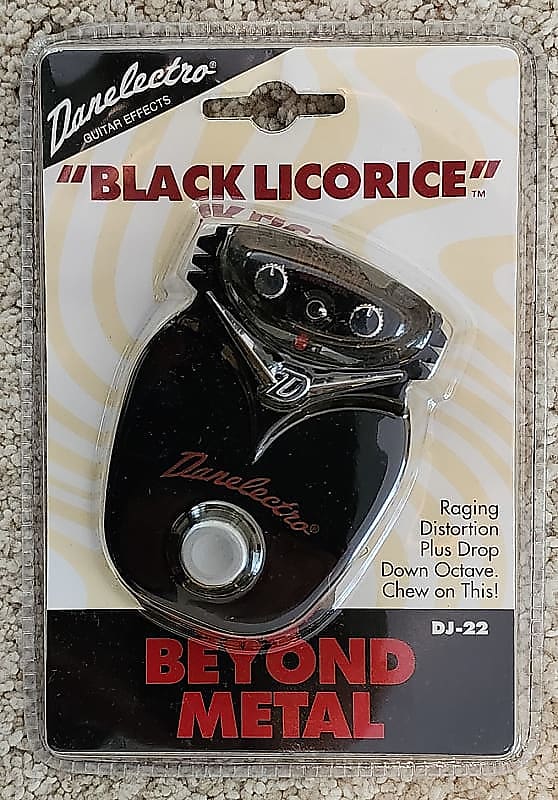 Danelectro®
GUITAR EFFECTS
"BLACK LICORICE"™
Danelectro®
Raging
Distortion
Plus Drop
Down Octave.
Chew on This!
DJ-22
BEYOND
METAL